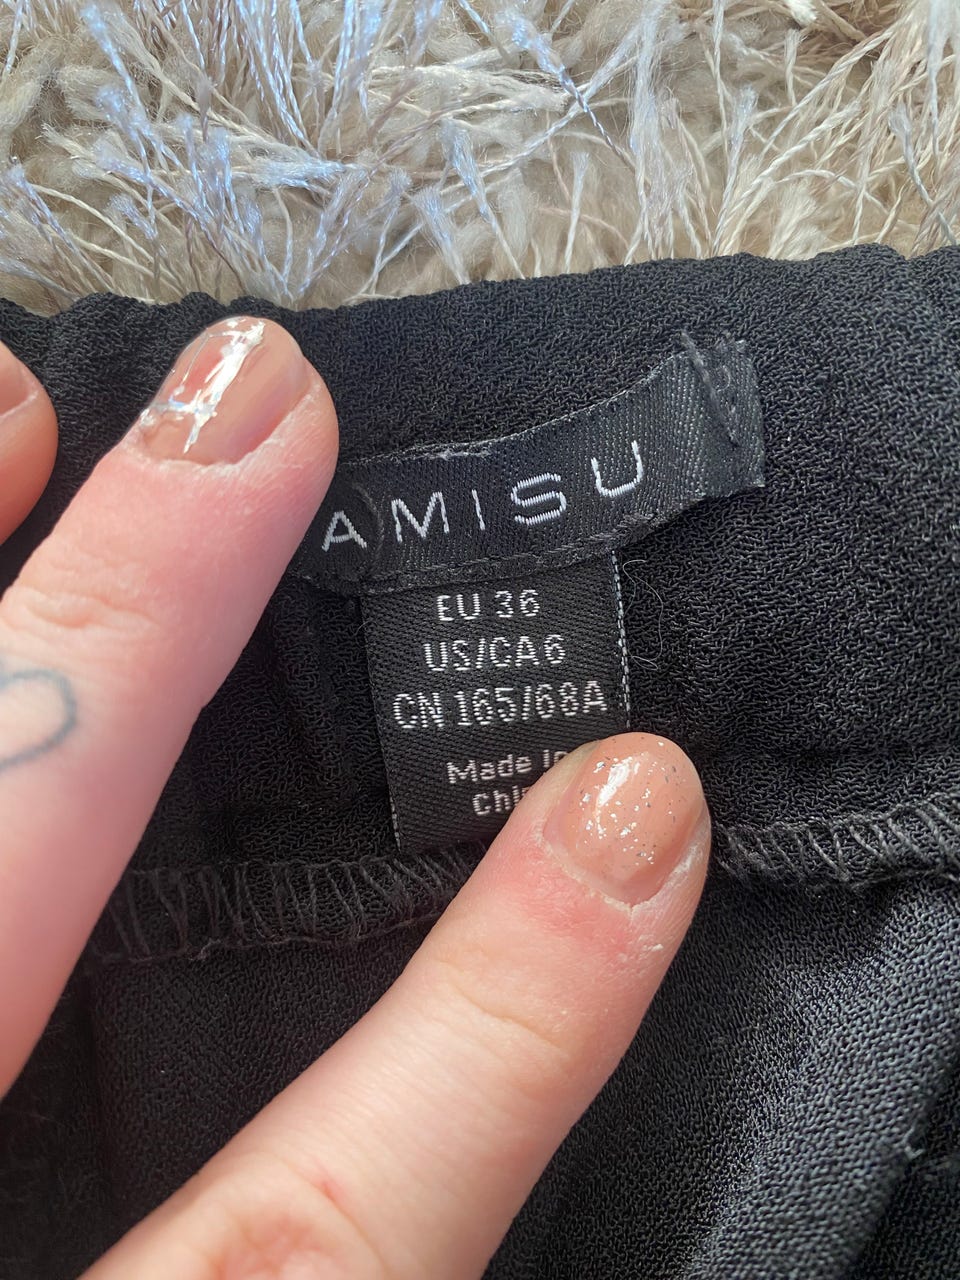 AMISU
EU 36
US/CA 6
CN 165/68A
Made